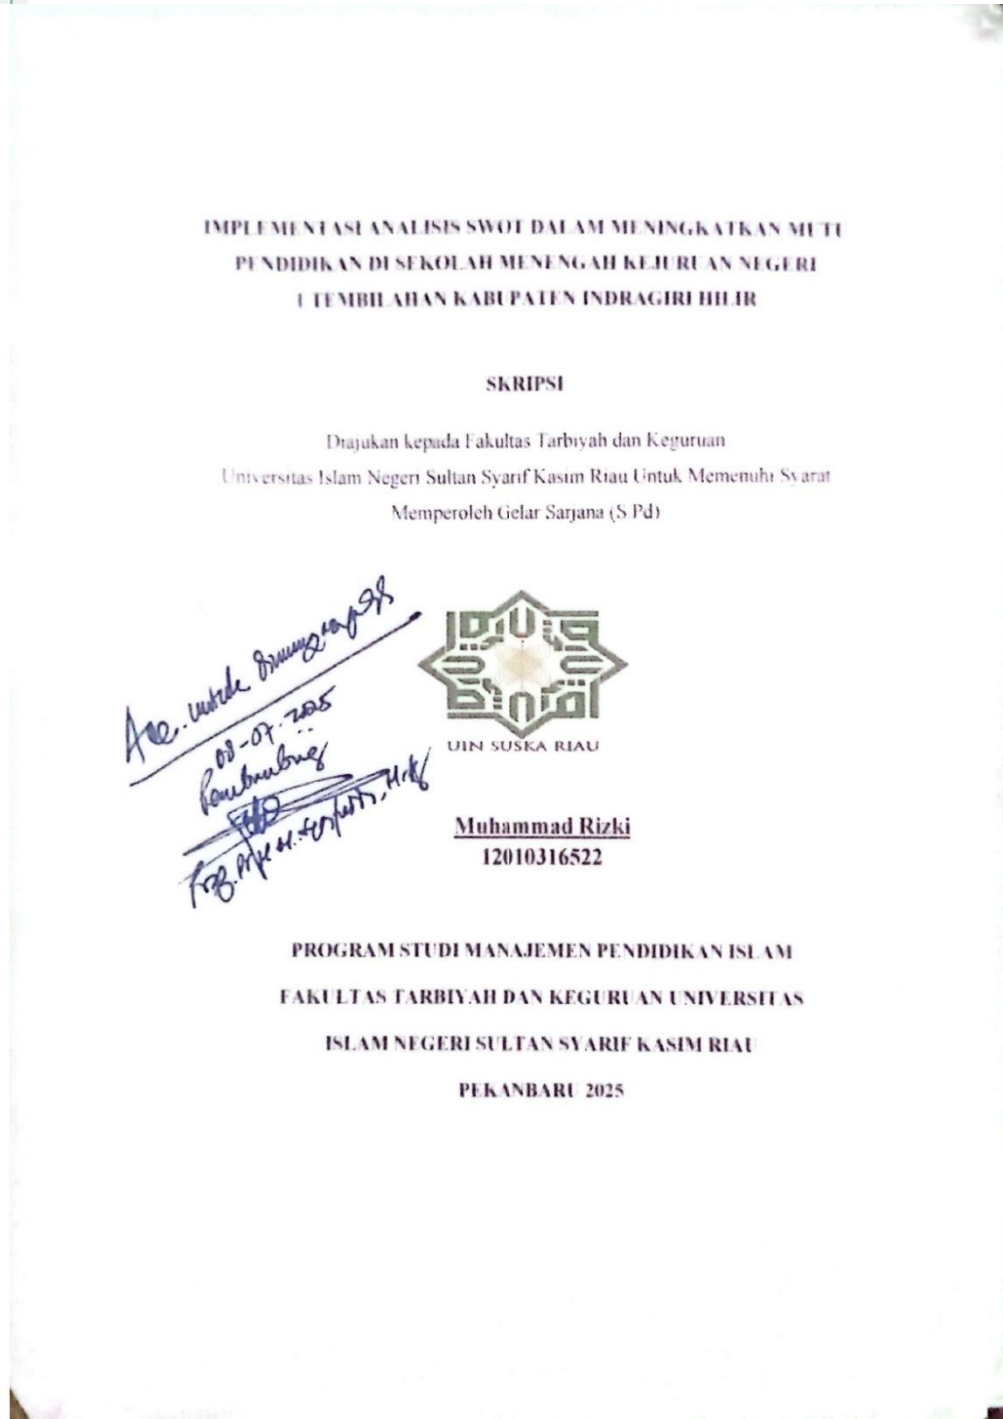 IMPLEMENTASI ANALISIS SWOT DALAM MENINGKATKAN MUTU
PENDIDIKAN DI SEKOLAH MENENGAH KEJURUAN NEGERI
1 TEMBILAHAN KABUPATEN INDRAGIRI HILIR
SKRIPSI
Diajukan kepada Fakultas Tarbiyah dan Keguruan
Universitas Islam Negeri Sultan Syarif Kasim Riau Untuk Memenuhi Syarat
Memperoleh Gelar Sarjana (S.Pd)
Acc. untuk
08-07-2025
Pembimbing
UIN SUSKA RIAU
Muhammad Rizki
12010316522
PROGRAM STUDI MANAJEMEN PENDIDIKAN ISLAM
FAKULTAS TARBIYAH DAN KEGURUAN UNIVERSITAS
ISLAM NEGERI SULTAN SYARIF KASIM RIAU
PEKANBARU 2025